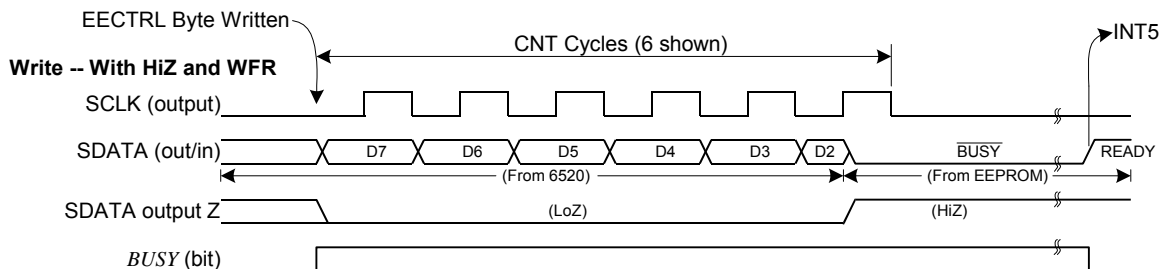 EECTRL Byte Written
INT5
CNT Cycles (6 shown)
Write -- With HiZ and WFR
SCLK (output)
SDATA (out/in)
D7
D6
D5
D4
D3
D2
BUSY
READY
(From 6520)
(From EEPROM)
SDATA output Z
(LoZ)
(HiZ)
BUSY (bit)